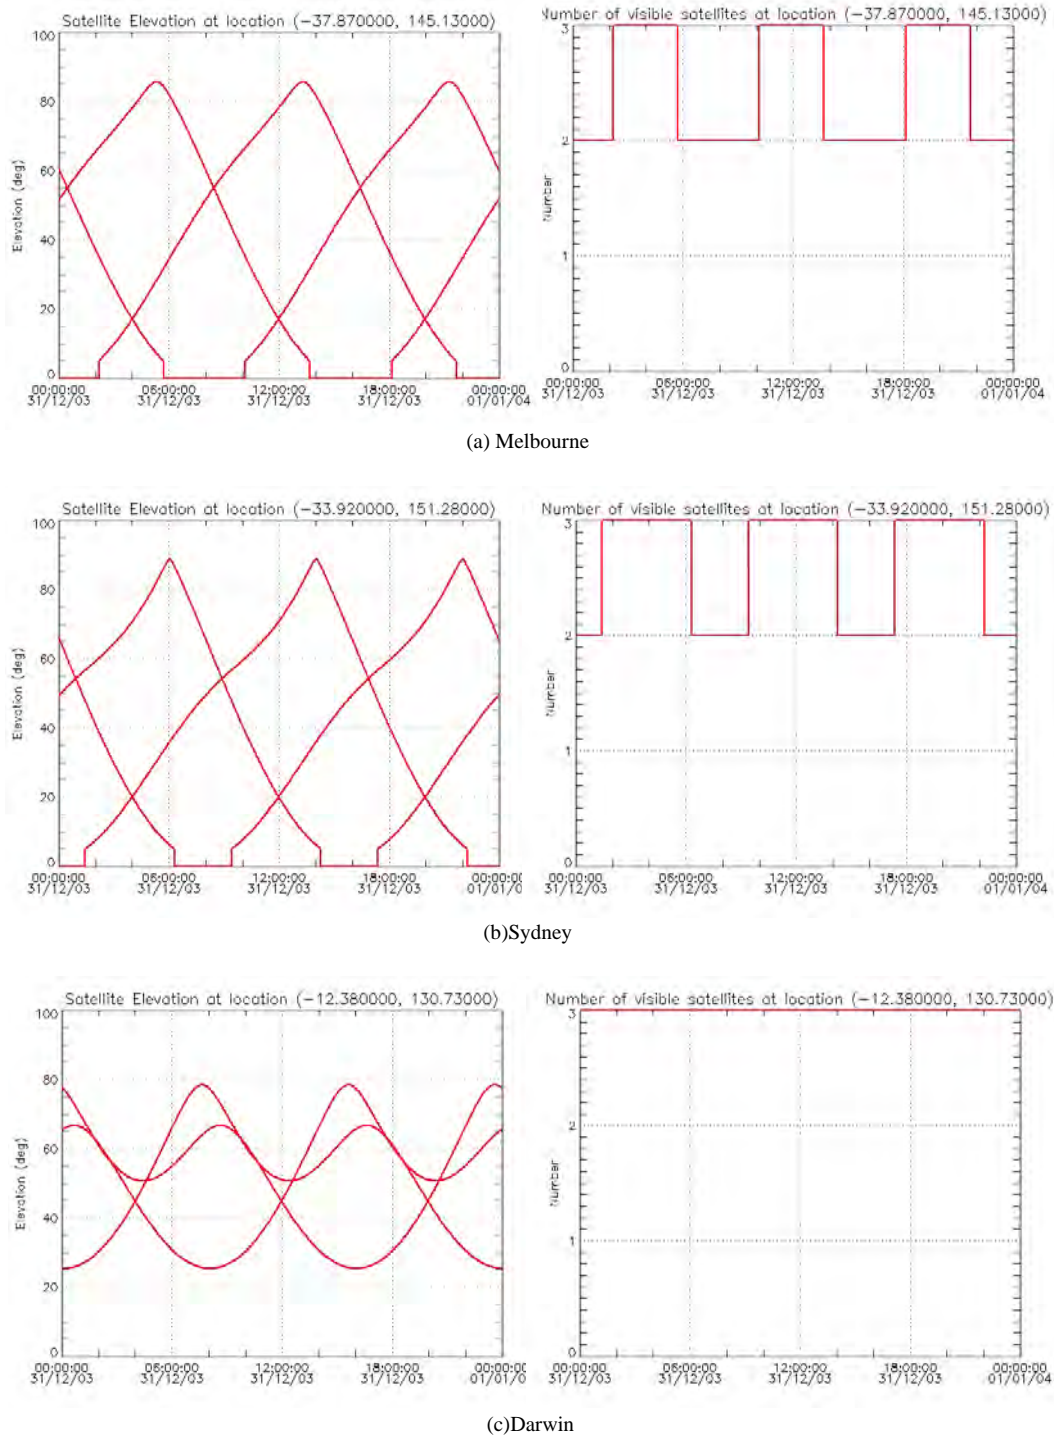 Satellite Elevation at location (−37.870000, 145.13000)
100
80
60
40
20
0
Elevation (deg)
00:00:00 06:00:00 12:00:00 18:00:00 00:00:00
31/12/03 31/12/03 31/12/03 31/12/03 01/01/04
Number of visible satellites at location (−37.870000, 145.13000)
3
2
1
0
Number
00:00:00 06:00:00 12:00:00 18:00:00 00:00:00
31/12/03 31/12/03 31/12/03 31/12/03 01/01/04
(a) Melbourne
Satellite Elevation at location (−33.920000, 151.28000)
100
80
60
40
20
0
Elevation (deg)
00:00:00 06:00:00 12:00:00 18:00:00 00:00:0
31/12/03 31/12/03 31/12/03 31/12/03 01/01/0
Number of visible satellites at location (−33.920000, 151.28000)
3
2
1
0
Number
00:00:00 06:00:00 12:00:00 18:00:00 00:00:00
31/12/03 31/12/03 31/12/03 31/12/03 01/01/04
(b)Sydney
Satellite Elevation at location (−12.380000, 130.73000)
100
80
60
40
20
0
Elevation (deg)
00:00:00 06:00:00 12:00:00 18:00:00 00:00:0
31/12/03 31/12/03 31/12/03 31/12/03 01/01/0
Number of visible satellites at location (−12.380000, 130.73000)
3
2
1
0
Number
00:00:00 06:00:00 12:00:00 18:00:00 00:00:00
31/12/03 31/12/03 31/12/03 31/12/03 01/01/04
(c)Darwin